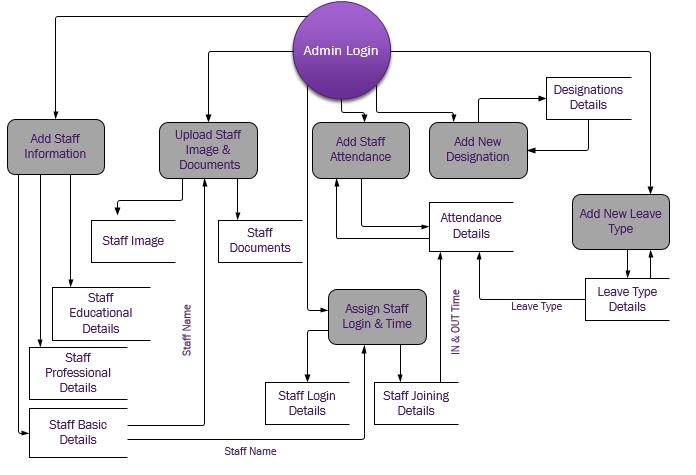 Admin Login
Add Staff
Information
Upload Staff
Image &
Documents
Add Staff
Attendance
Add New
Designation
Designations
Details
Staff Image
Staff
Documents
Attendance
Details
Add New Leave
Type
Staff
Educational
Details
Staff Name
Assign Staff
Login & Time
IN & OUT Time
Leave Type
Leave Type
Details
Staff
Professional
Details
Staff Login
Details
Staff Joining
Details
Staff Basic
Details
Staff Name